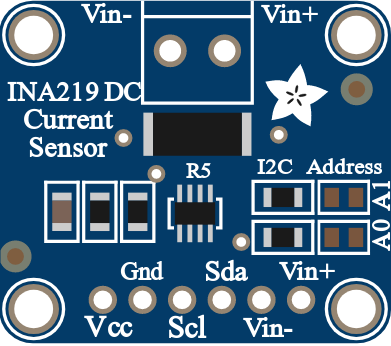 Vin- Vin+
INA219 DC
Current
Sensor
R5
I2C Address
A1
A0
Gnd Sda Vin+
Vcc Scl Vin-